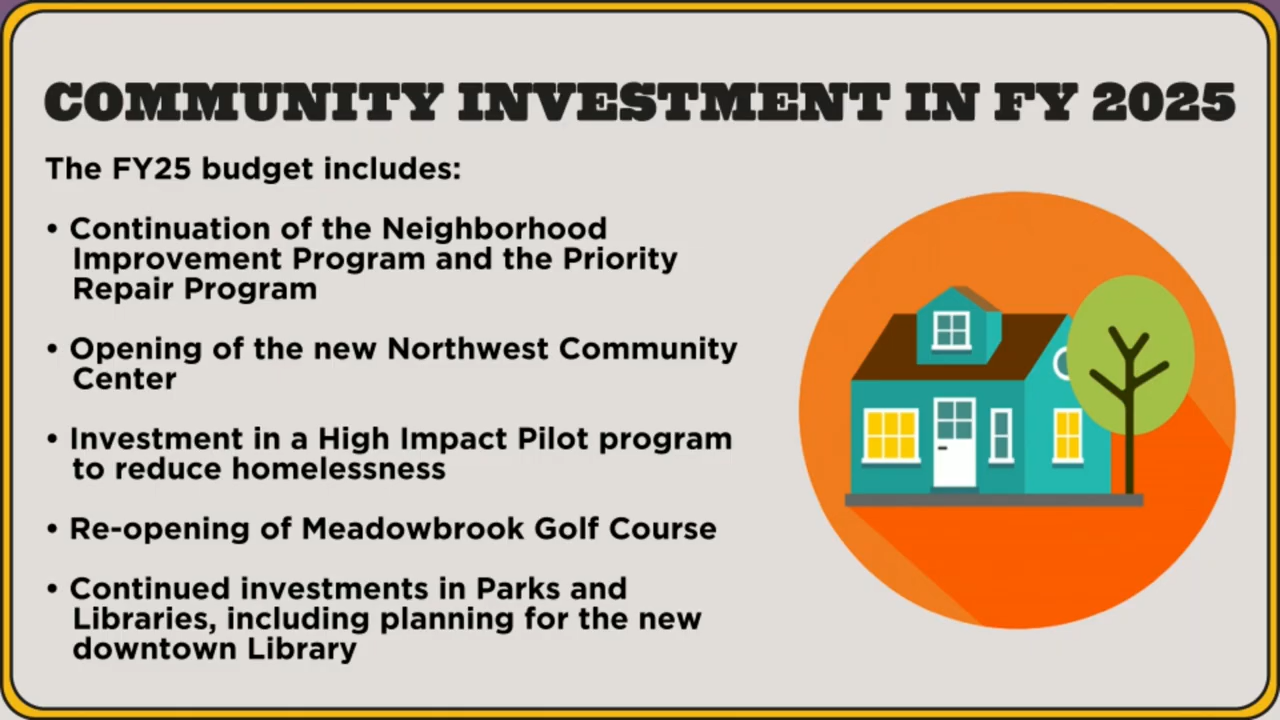 COMMUNITY INVESTMENT IN FY 2025
The FY25 budget includes:
• Continuation of the Neighborhood
Improvement Program and the Priority
Repair Program
• Opening of the new Northwest Community
Center
• Investment in a High Impact Pilot program
to reduce homelessness
• Re-opening of Meadowbrook Golf Course
• Continued investments in Parks and
Libraries, including planning for the new
downtown Library